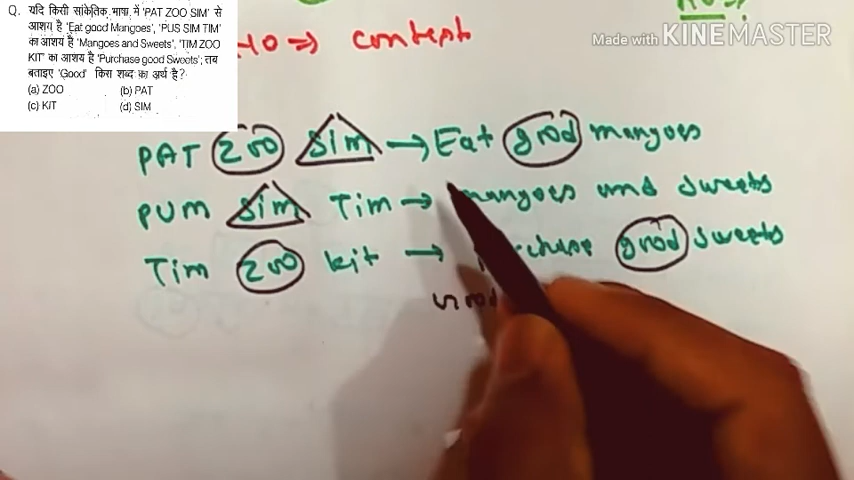 Q. यदि किसी सांकेतिक भाषा में 'PAT ZOO SIM' से
आशय है 'Eat good Mangoes', 'PUS SIM TIM'
का आशय है 'Mangoes and Sweets', 'TIM ZOO
KIT' का आशय है 'Purchase good Sweets'; तब
बताइए 'Good' किस शब्द का अर्थ है?
(a) ZOO (b) PAT
(c) KIT (d) SIM
Made with KINEMASTER
PAT zoo Sim → Eat good mangoes
PUM Sim Tim → mangoes and sweets
Tim zoo kit → good sweets